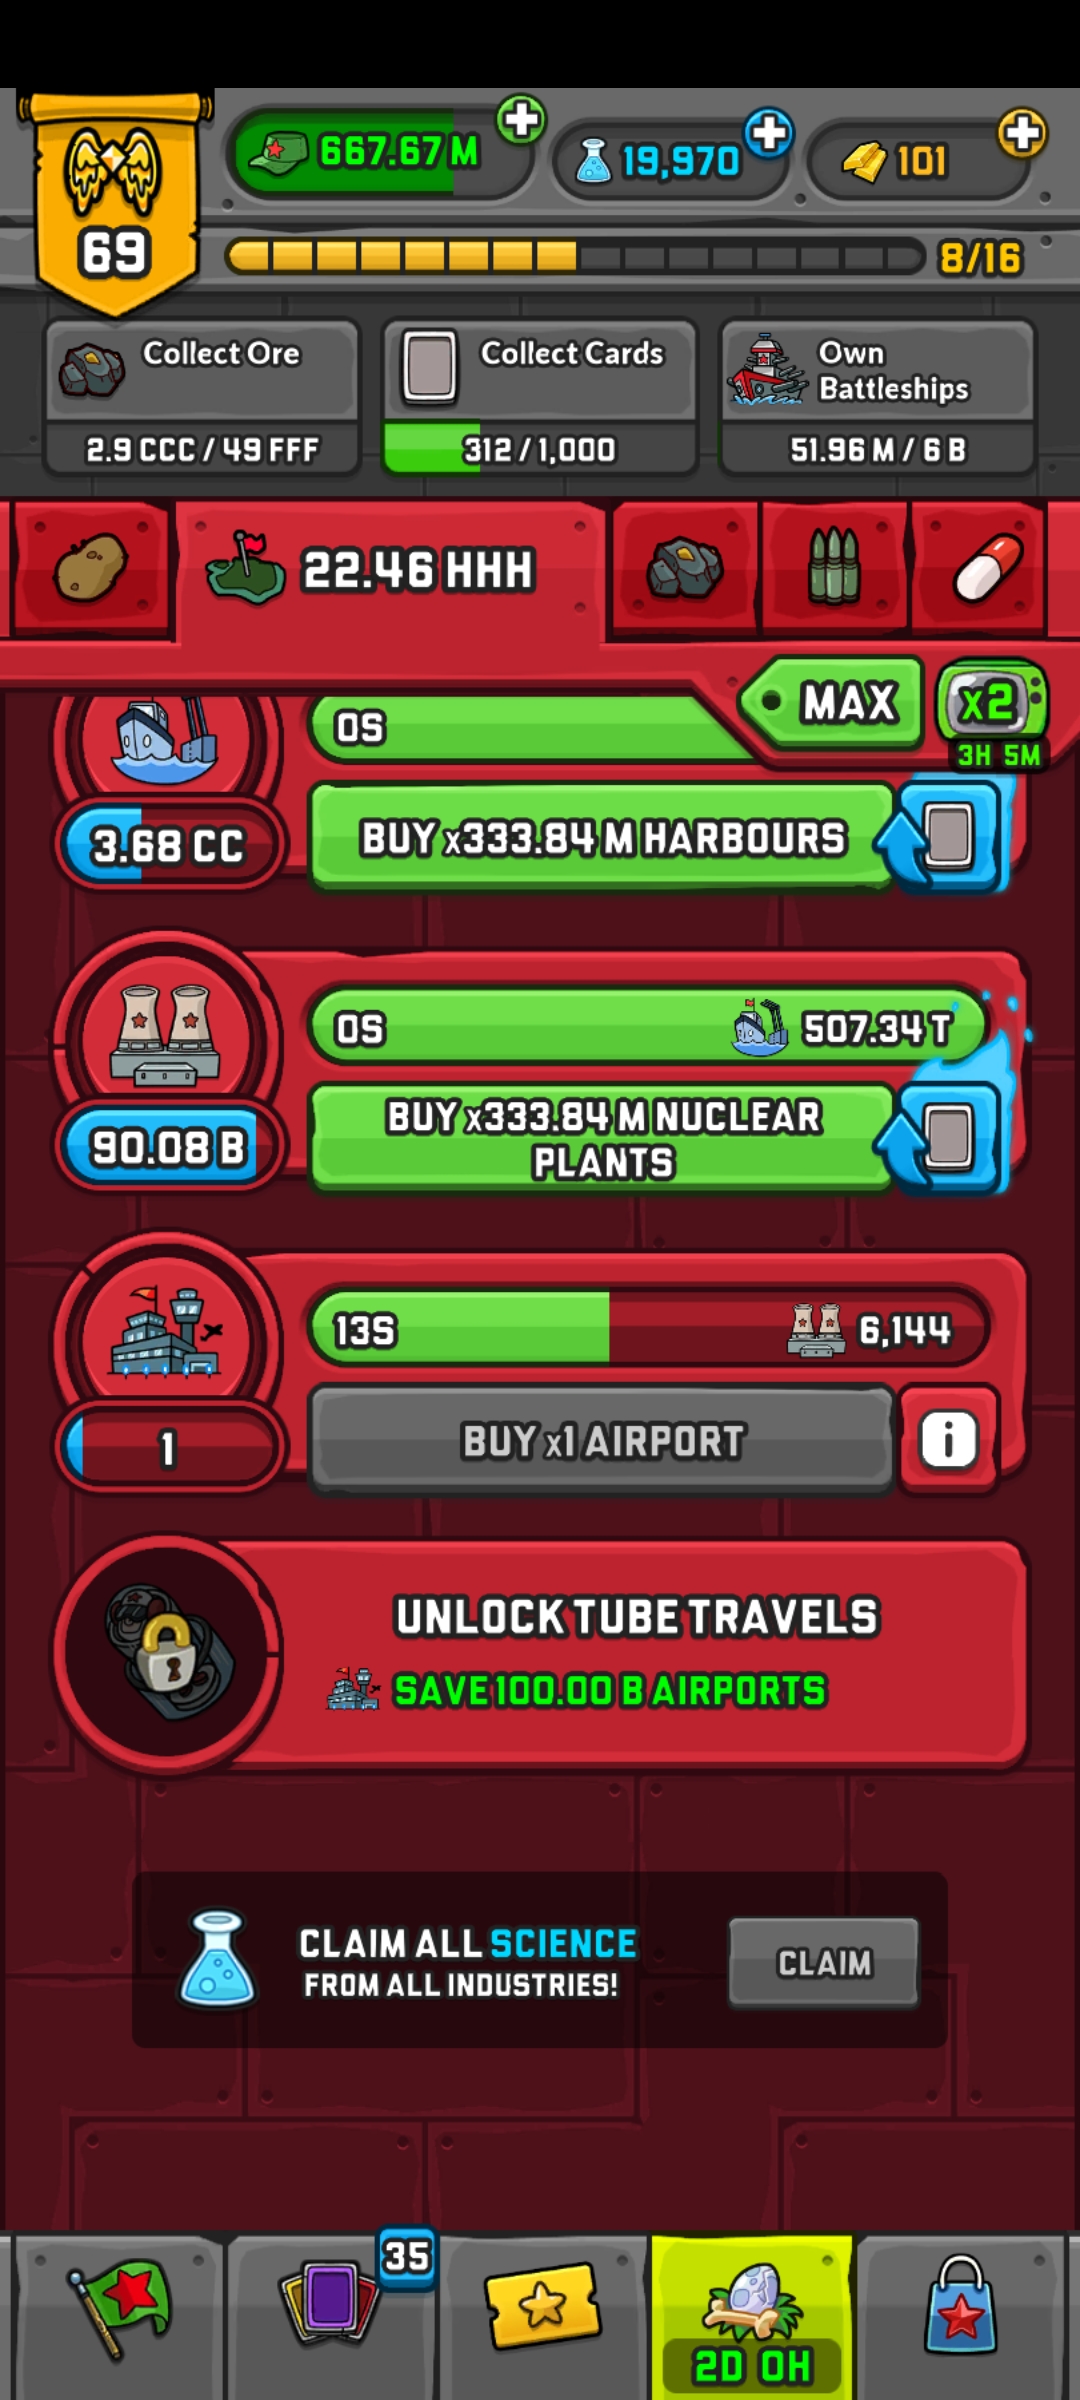 667.67 M
19,970
101
69
8/16
Collect Ore
2.9 CCC / 49 FFF
Collect Cards
312 / 1,000
Own
Battleships
51.96 M / 6 B
22.46 HHH
MAX
x2
3H 5M
0S
3.68 CC
BUY x333.84 M HARBOURS
0S
507.34 T
90.08 B
BUY x333.84 M NUCLEAR
PLANTS
13S
6,144
1
BUY x1 AIRPORT
i
UNLOCK TUBE TRAVELS
SAVE 100.00 B AIRPORTS
CLAIM ALL SCIENCE
FROM ALL INDUSTRIES!
CLAIM
35
2D 0H